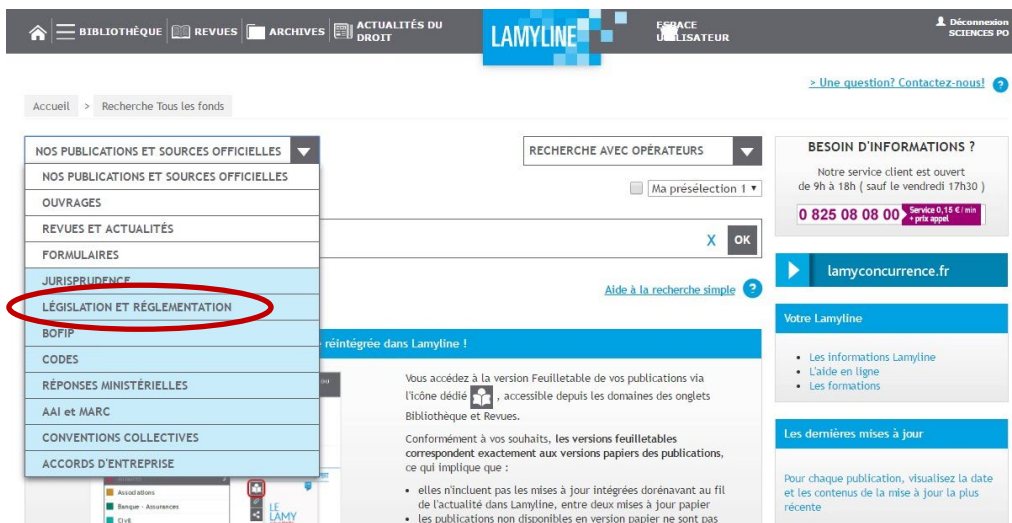 BIBLIOTHÈQUE REVUES ARCHIVES ACTUALITÉS DU DROIT
LAMYLINE
ESPACE
UTILISATEUR
Déconnexion
SCIENCES PO
> Une question? Contactez-nous! ?
Accueil > Recherche Tous les fonds
NOS PUBLICATIONS ET SOURCES OFFICIELLES
RECHERCHE AVEC OPÉRATEURS
Ma présélection 1
NOS PUBLICATIONS ET SOURCES OFFICIELLES
OUVRAGES
REVUES ET ACTUALITÉS
FORMULAIRES
JURISPRUDENCE
LÉGISLATION ET RÉGLEMENTATION
BOFIP
CODES
RÉPONSES MINISTÉRIELLES
AAI et MARC
CONVENTIONS COLLECTIVES
ACCORDS D'ENTREPRISE
X OK
Aide à la recherche simple ?
réintégrée dans Lamyline !
Vous accédez à la version Feuilletable de vos publications via
l'icône dédié , accessible depuis les domaines des onglets
Bibliothèque et Revues.
Conformément à vos souhaits, les versions feuilletables
correspondent exactement aux versions papiers des publications,
ce qui implique que :
• elles n'incluent pas les mises à jour intégrées dorénavant au fil
de l'actualité dans Lamyline, entre deux mises à jour papier
• les publications non disponibles en version papier ne sont pas
Associations
Banque - Assurances
Civil
LE
LAMY
BESOIN D'INFORMATIONS ?
Notre service client est ouvert
de 9h à 18h ( sauf le vendredi 17h30 )
0 825 08 08 00 Service 0,15 € / min
+ prix appel
lamyconcurrence.fr
Votre Lamyline
• Les informations Lamyline
• L'aide en ligne
• Les formations
Les dernières mises à jour
Pour chaque publication, visualisez la date
et les contenus de la mise à jour la plus
récente